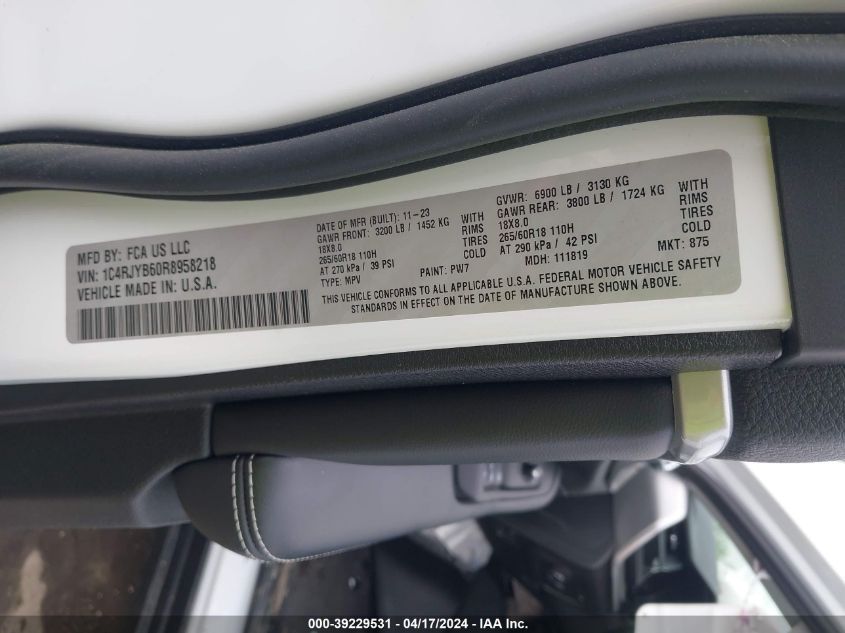 MFD BY: FCA US LLC
VIN: 1C4RJYB60R8958218
VEHICLE MADE IN: U.S.A.
DATE OF MFR (BUILT): 11-23
GAWR FRONT: 3200 LB / 1452 KG WITH
18X8.0 RIMS
265/60R18 110H TIRES
AT 270 kPa / 39 PSI COLD
TYPE: MPV PAINT: PW7
GVWR: 6900 LB / 3130 KG
GAWR REAR: 3800 LB / 1724 KG WITH
18X8.0 RIMS
265/60R18 110H TIRES
AT 290 kPa / 42 PSI COLD
MDH: 111819 MKT: 875
THIS VEHICLE CONFORMS TO ALL APPLICABLE U.S.A. FEDERAL MOTOR VEHICLE SAFETY
STANDARDS IN EFFECT ON THE DATE OF MANUFACTURE SHOWN ABOVE.
000-39229531 - 04/17/2024 - IAA Inc.